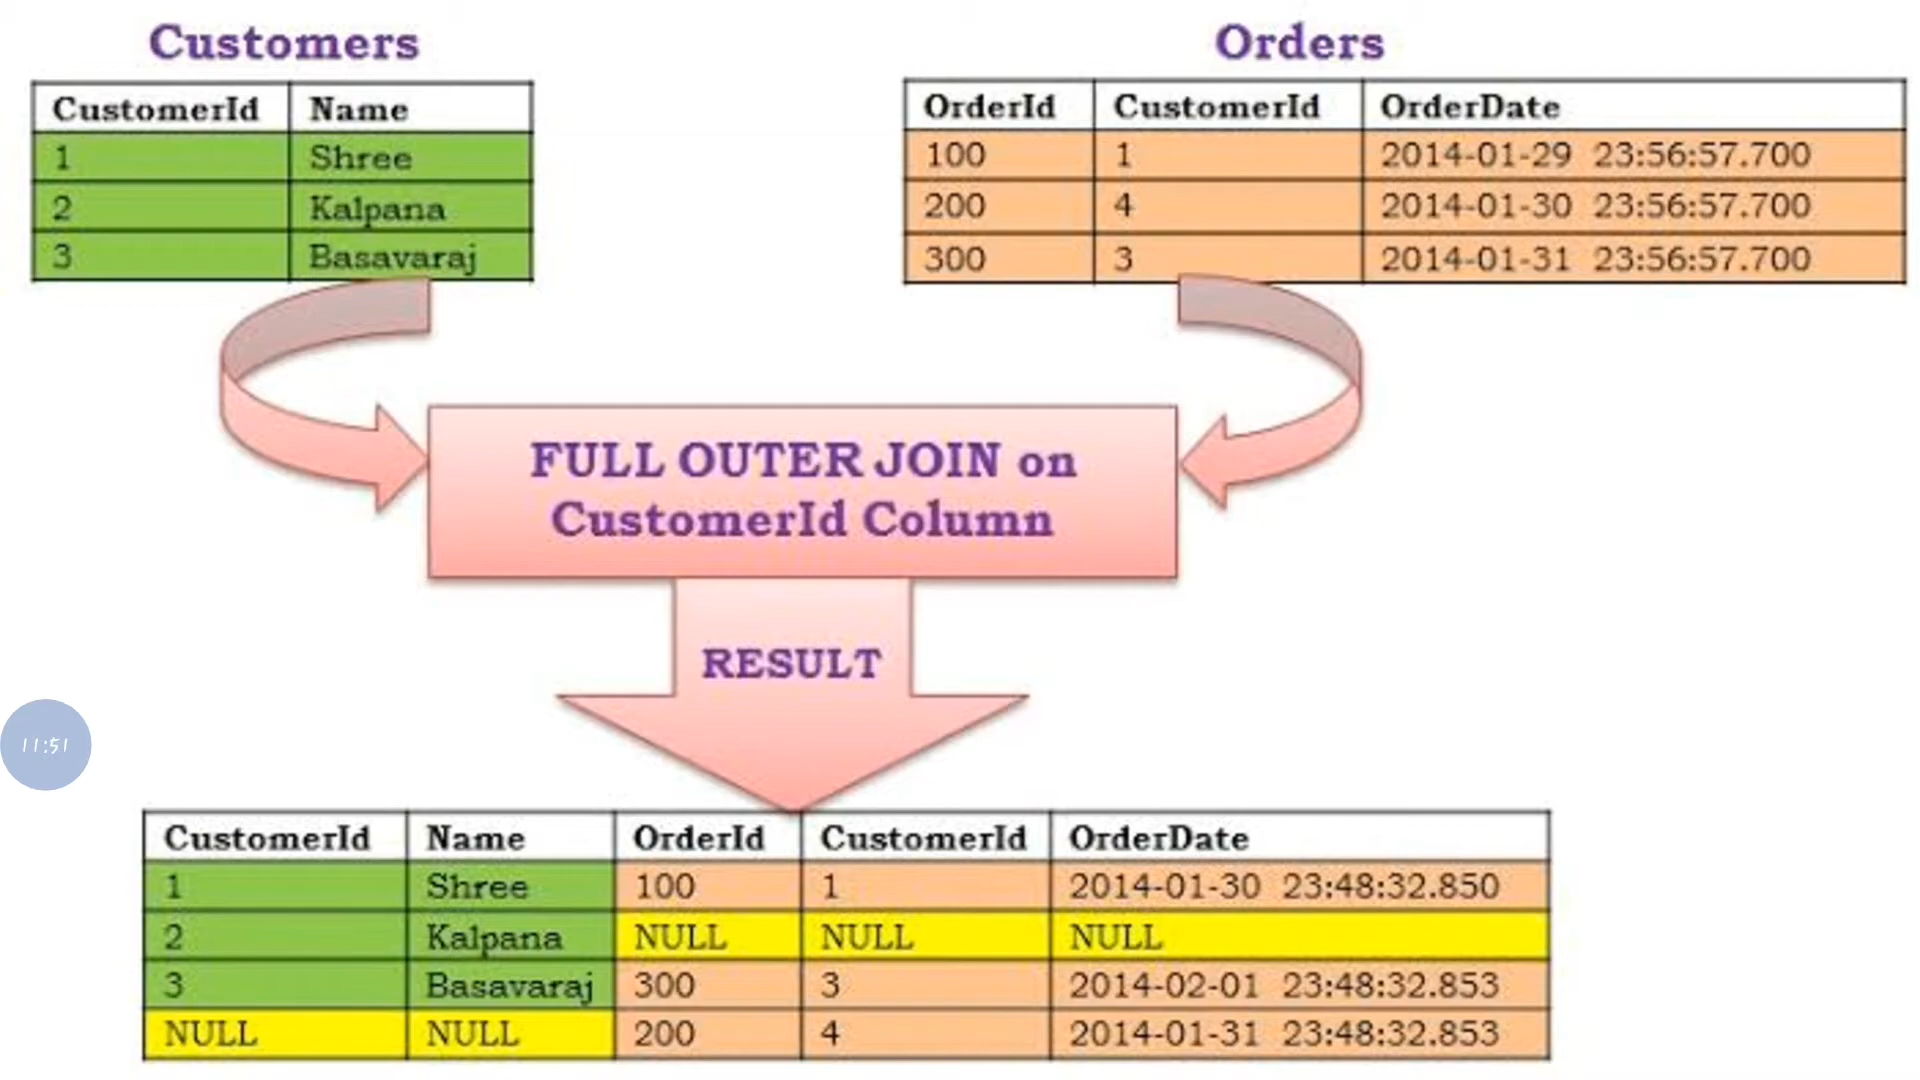 Customers
CustomerId Name
1 Shree
2 Kalpana
3 Basavaraj
Orders
OrderId CustomerId OrderDate
100 1 2014-01-29 23:56:57.700
200 4 2014-01-30 23:56:57.700
300 3 2014-01-31 23:56:57.700
FULL OUTER JOIN on
CustomerId Column
RESULT
11:51
CustomerId Name OrderId CustomerId OrderDate
1 Shree 100 1 2014-01-30 23:48:32.850
2 Kalpana NULL NULL NULL
3 Basavaraj 300 3 2014-02-01 23:48:32.853
NULL NULL 200 4 2014-01-31 23:48:32.853